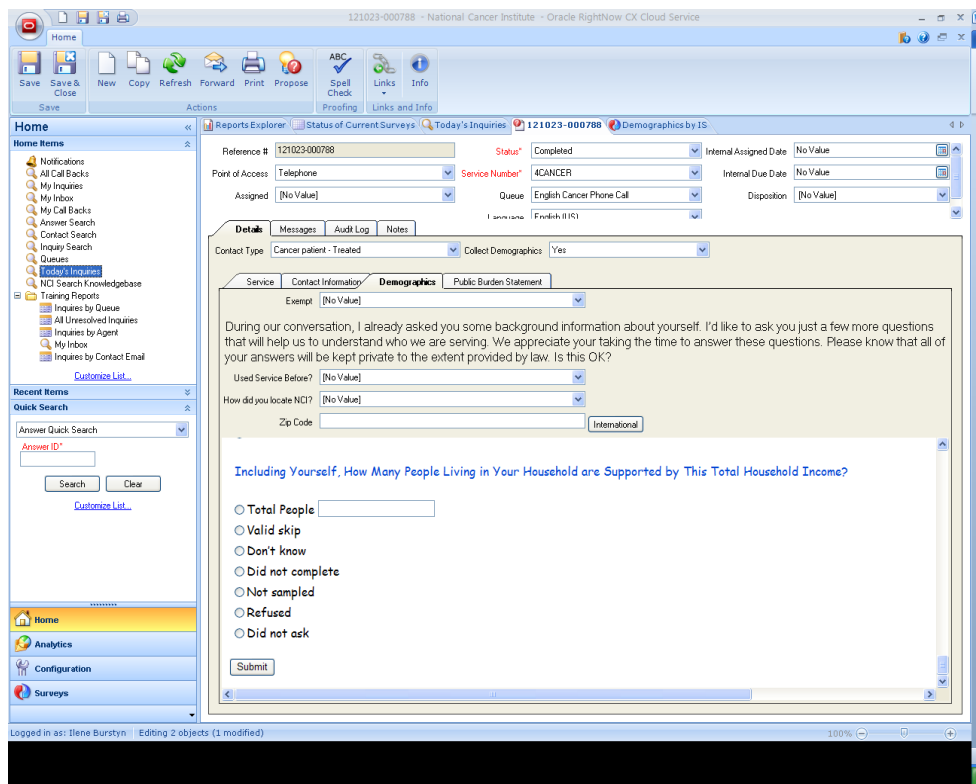 121023-000788 - National Cancer Institute - Oracle RightNow CX Cloud Service
Home
Save
Save & Close
New
Copy
Refresh
Forward
Print
Propose
ABC
Spell Check
Links
Info
Save
Actions
Proofing
Links and Info
Home
Home Items
Notifications
All Call Backs
My Inquiries
My Inbox
My Call Backs
Answer Search
Contact Search
Inquiry Search
Queues
Today's Inquiries
NCI Search Knowledgebase
Training Reports
Inquires by Queue
All Unresolved Inquiries
Inquiries by Agent
My Inbox
Inquires by Contact Email
Customize List...
Recent Items
Quick Search
Answer Quick Search
Answer ID*
Search Clear
Customize List...
Home
Analytics
Configuration
Surveys
Reports Explorer Status of Current Surveys Today's Inquiries 121023-000788 Demographics by IS
Reference # 121023-000788 Status* Completed Internal Assigned Date No Value
Point of Access Telephone Service Number* 4CANCER Internal Due Date No Value
Assigned [No Value] Queue English Cancer Phone Call Disposition [No Value]
Language English (US)
Details Messages Audit Log Notes
Contact Type Cancer patient - Treated Collect Demographics Yes
Service Contact Information Demographics Public Burden Statement
Exempt [No Value]
During our conversation, I already asked you some background information about yourself. I'd like to ask you just a few more questions
that will help us to understand who we are serving. We appreciate your taking the time to answer these questions. Please know that all of
your answers will be kept private to the extent provided by law. Is this OK?
Used Service Before? [No Value]
How did you locate NCI? [No Value]
Zip Code International
Including Yourself, How Many People Living in Your Household are Supported by This Total Household Income?
Total People
Valid skip
Don't know
Did not complete
Not sampled
Refused
Did not ask
Submit
Logged in as: Ilene Burstyn Editing 2 objects (1 modified) 100%